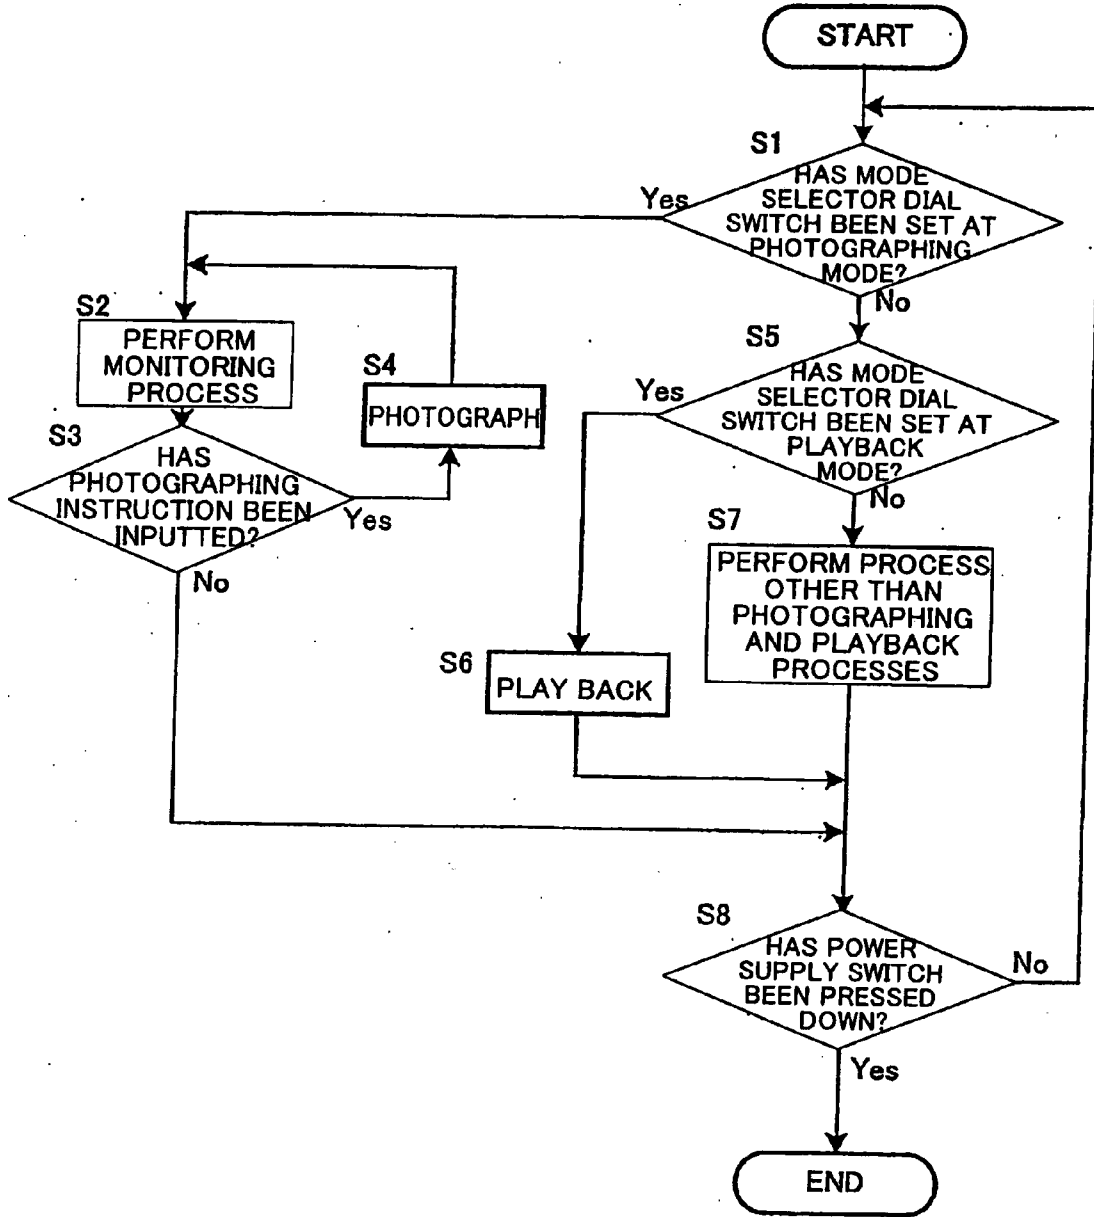 START
S1
HAS MODE
SELECTOR DIAL
SWITCH BEEN SET AT
PHOTOGRAPHING
MODE?
Yes
No
S2
PERFORM
MONITORING
PROCESS
S3
HAS
PHOTOGRAPHING
INSTRUCTION BEEN
INPUTTED?
Yes
No
S4
PHOTOGRAPH
S5
HAS MODE
SELECTOR DIAL
SWITCH BEEN SET AT
PLAYBACK
MODE?
Yes
No
S6
PLAY BACK
S7
PERFORM PROCESS
OTHER THAN
PHOTOGRAPHING
AND PLAYBACK
PROCESSES
S8
HAS POWER
SUPPLY SWITCH
BEEN PRESSED
DOWN?
No
Yes
END